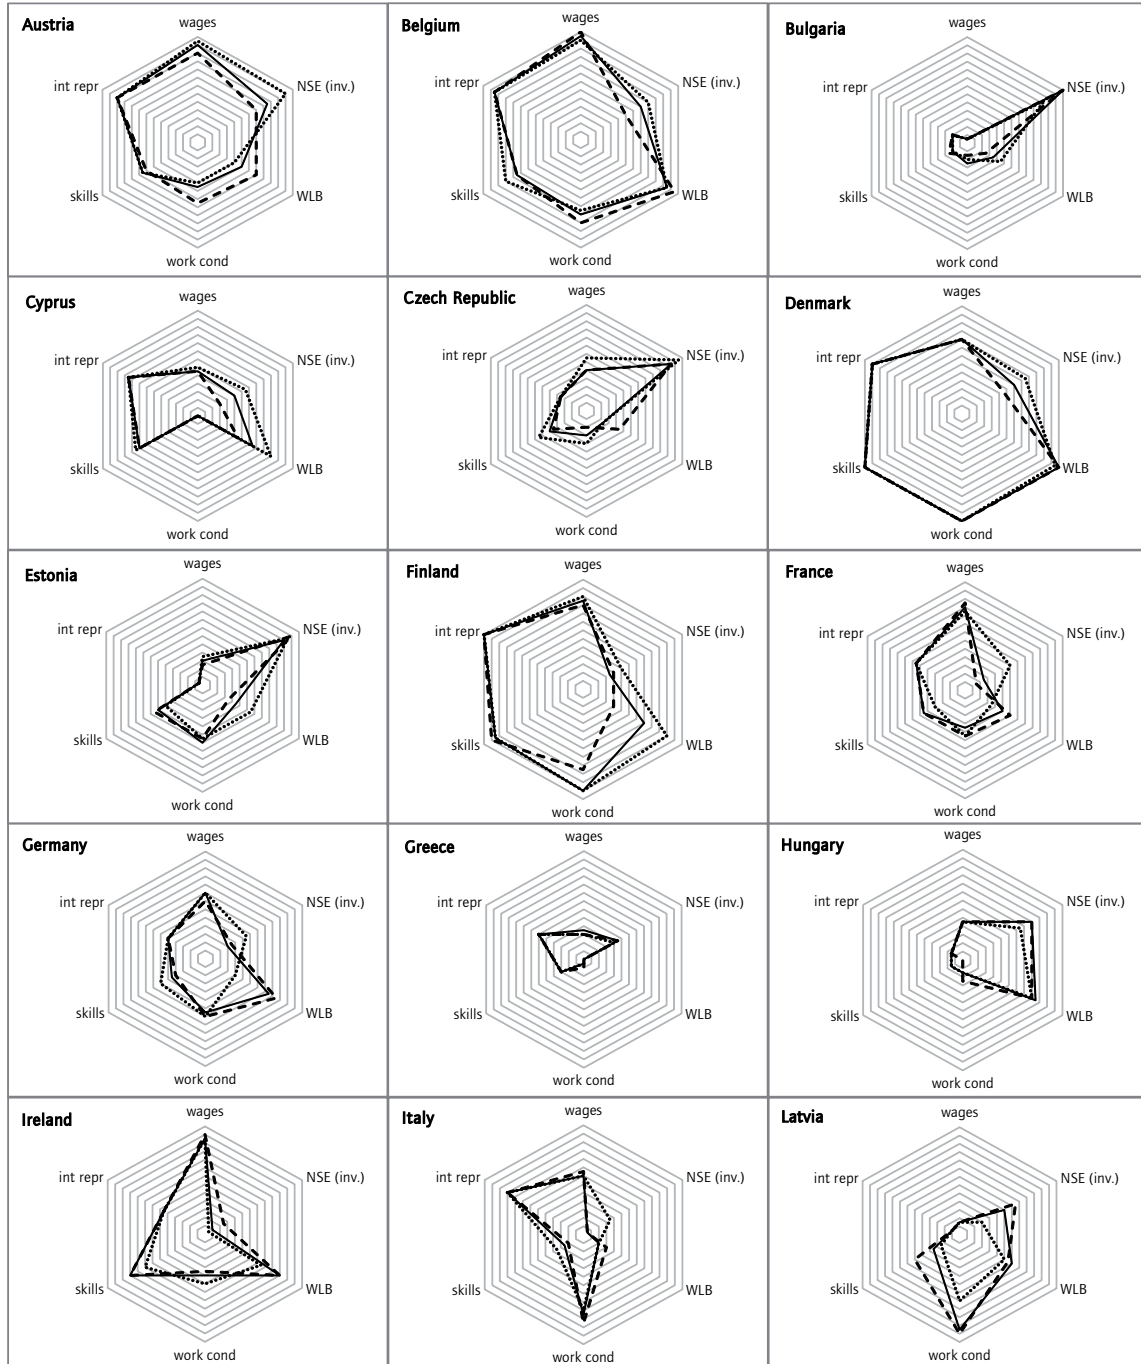 Austria
wages
int repr
NSE (inv.)
skills
WLB
work cond
Belgium
wages
int repr
NSE (inv.)
skills
WLB
work cond
Bulgaria
wages
int repr
NSE (inv.)
skills
WLB
work cond
Cyprus
wages
int repr
NSE (inv.)
skills
WLB
work cond
Czech Republic
wages
int repr
NSE (inv.)
skills
WLB
work cond
Denmark
wages
int repr
NSE (inv.)
skills
WLB
work cond
Estonia
wages
int repr
NSE (inv.)
skills
WLB
work cond
Finland
wages
int repr
NSE (inv.)
skills
WLB
work cond
France
wages
int repr
NSE (inv.)
skills
WLB
work cond
Germany
wages
int repr
NSE (inv.)
skills
WLB
work cond
Greece
wages
int repr
NSE (inv.)
skills
WLB
work cond
Hungary
wages
int repr
NSE (inv.)
skills
WLB
work cond
Ireland
wages
int repr
NSE (inv.)
skills
WLB
work cond
Italy
wages
int repr
NSE (inv.)
skills
WLB
work cond
Latvia
wages
int repr
NSE (inv.)
skills
WLB
work cond